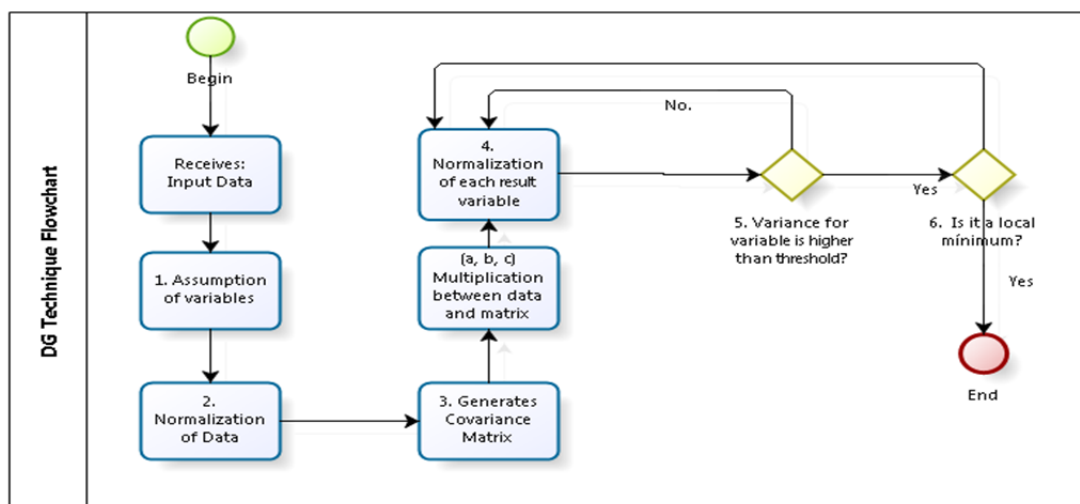 DG Technique Flowchart
Begin
Receives:
Input Data
1. Assumption
of variables
2.
Normalization
of Data
3. Generates
Covariance
Matrix
(a, b, c)
Multiplication
between data
and matrix
4.
Normalization
of each result
variable
No.
5. Variance for
variable is higher
than threshold?
Yes
6. Is it a local
mínimum?
Yes
End